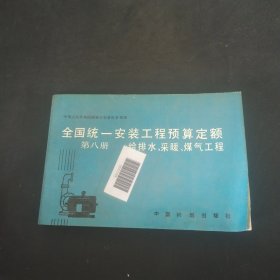 全国统一安装工程预算定额
第八册 给排水、采暖、煤气工程
中国计划出版社